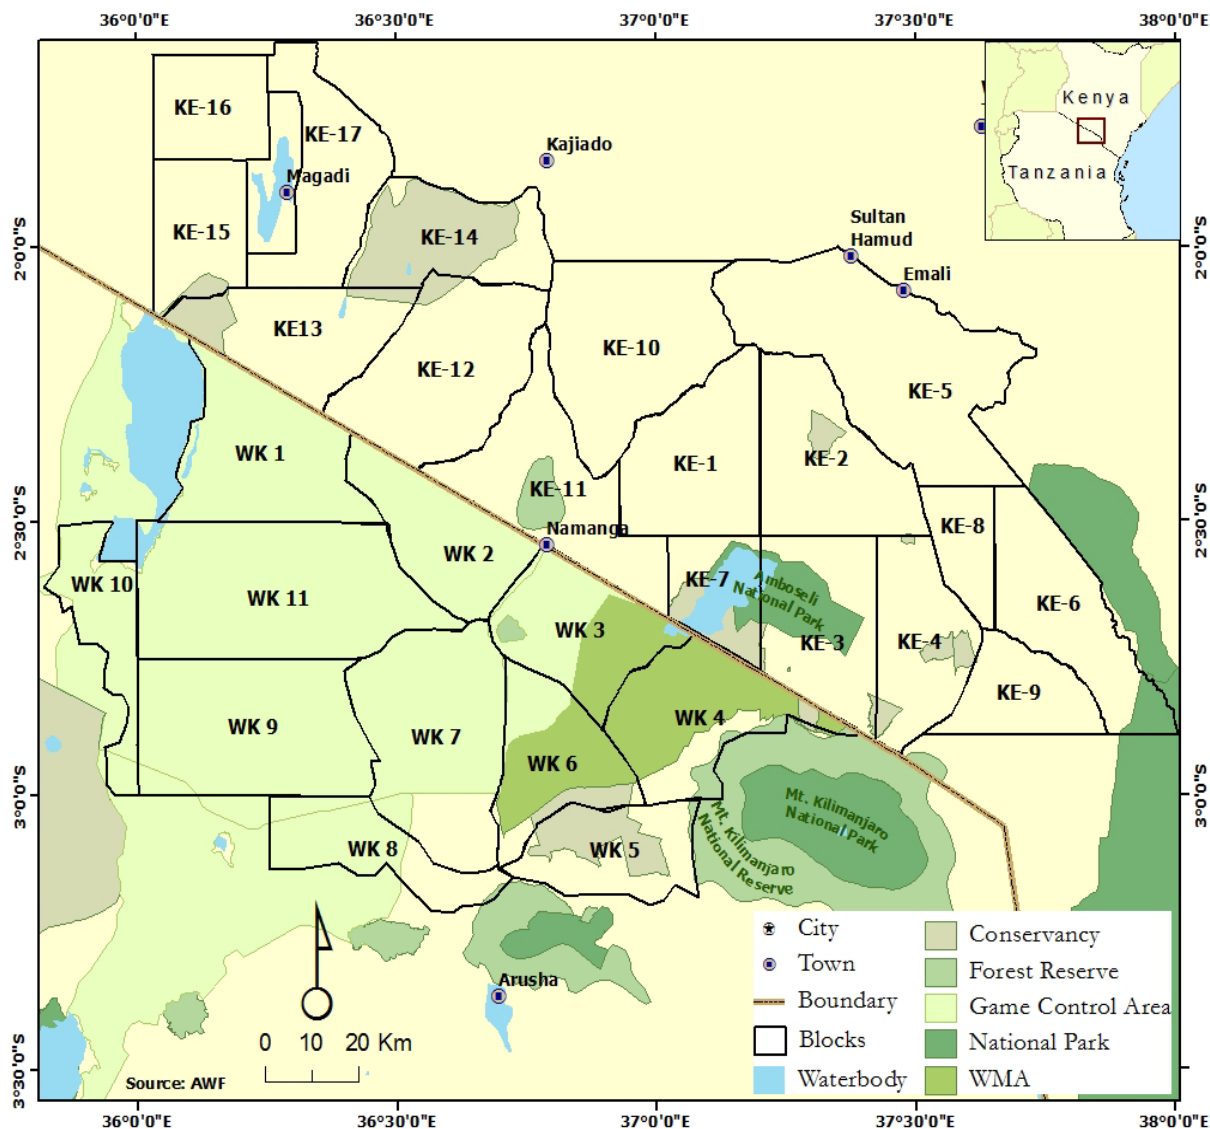 36°0'0"E
36°30'0"E
37°0'0"E
37°30'0"E
38°0'0"E
Kenya
Tanzania
KE-16
KE-17
Kajiado
Magadi
KE-15
KE-14
Sultan
Hamud
Emali
2°0'0"S
2°0'0"S
KE13
KE-12
KE-10
KE-5
WK 1
KE-1
KE-2
KE-11
2°30'0"S
2°30'0"S
Namanga
KE-8
WK 2
WK 10
WK 11
KE-7
Amboseli
National Park
KE-6
WK 3
KE-3
KE-4
KE-9
WK 9
WK 7
WK 4
WK 6
3°0'0"S
3°0'0"S
Mt. Kilimanjaro
National Park
Mt. Kilimanjaro
National Reserve
WK 8
WK 5
Arusha
City
Town
Boundary
Blocks
Waterbody
Conservancy
Forest Reserve
Game Control Area
National Park
WMA
0 10 20 Km
Source: AWF
3°30'0"S
36°0'0"E
36°30'0"E
37°0'0"E
37°30'0"E
38°0'0"E